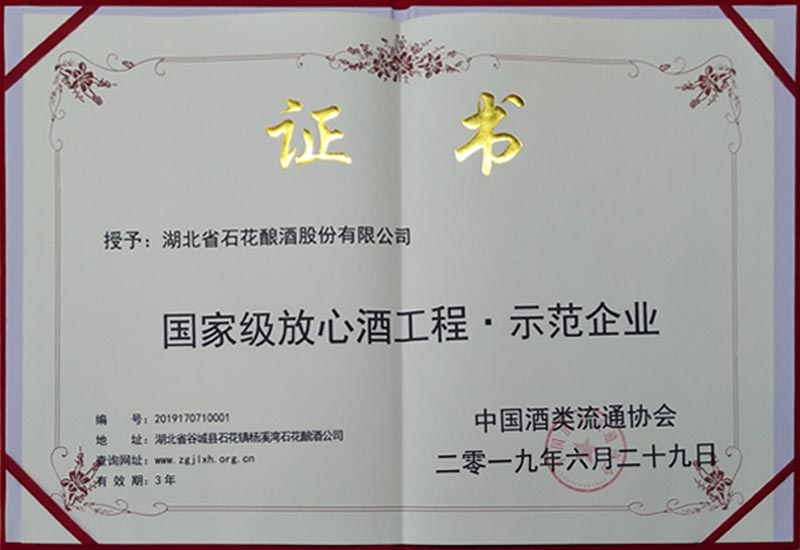 证 书
授予：湖北省石花酿酒股份有限公司
国家级放心酒工程·示范企业
编 号：2019170710001
地 址：湖北省谷城县石花镇杨溪湾石花酿酒公司
查询网址：www.zgjlxh.org.cn
有 效 期：3年
中国酒类流通协会
二零一九年六月二十九日